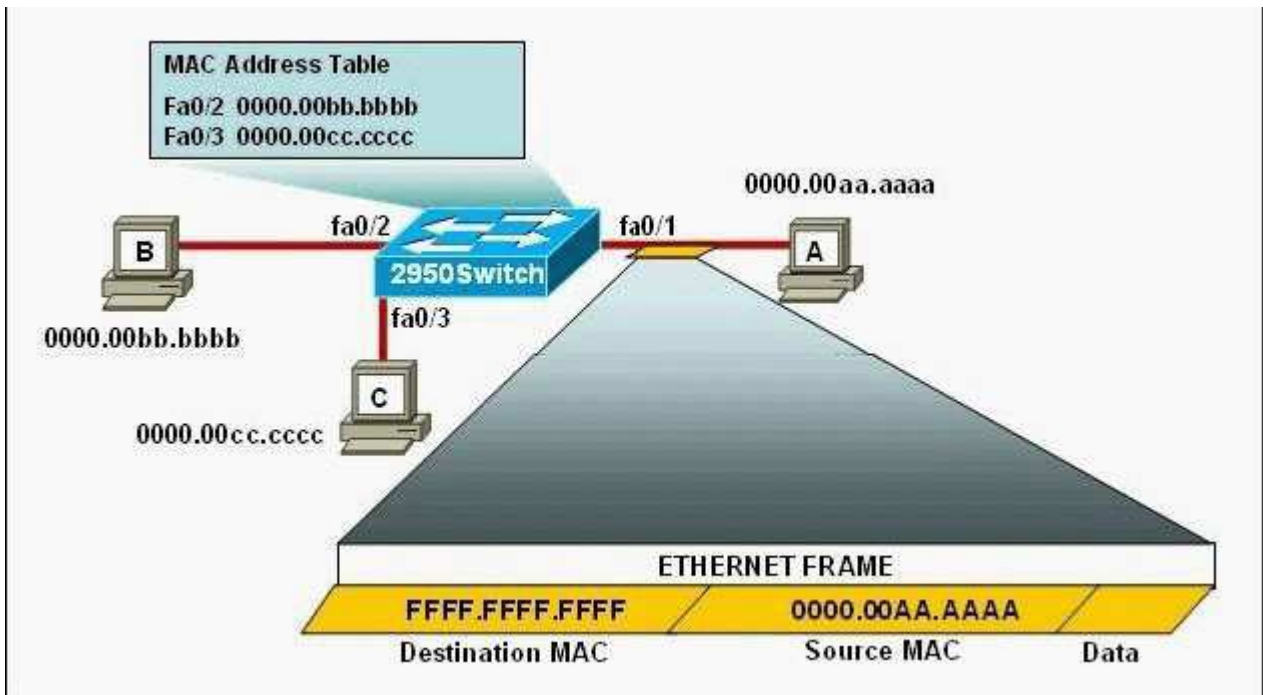 MAC Address Table
Fa0/2 0000.00bb.bbbb
Fa0/3 0000.00cc.cccc
0000.00aa.aaaa
fa0/2
fa0/1
B
A
2950Switch
0000.00bb.bbbb
fa0/3
C
0000.00cc.cccc
ETHERNET FRAME
FFFF.FFFF.FFFF 0000.00AA.AAAA
Destination MAC Source MAC Data